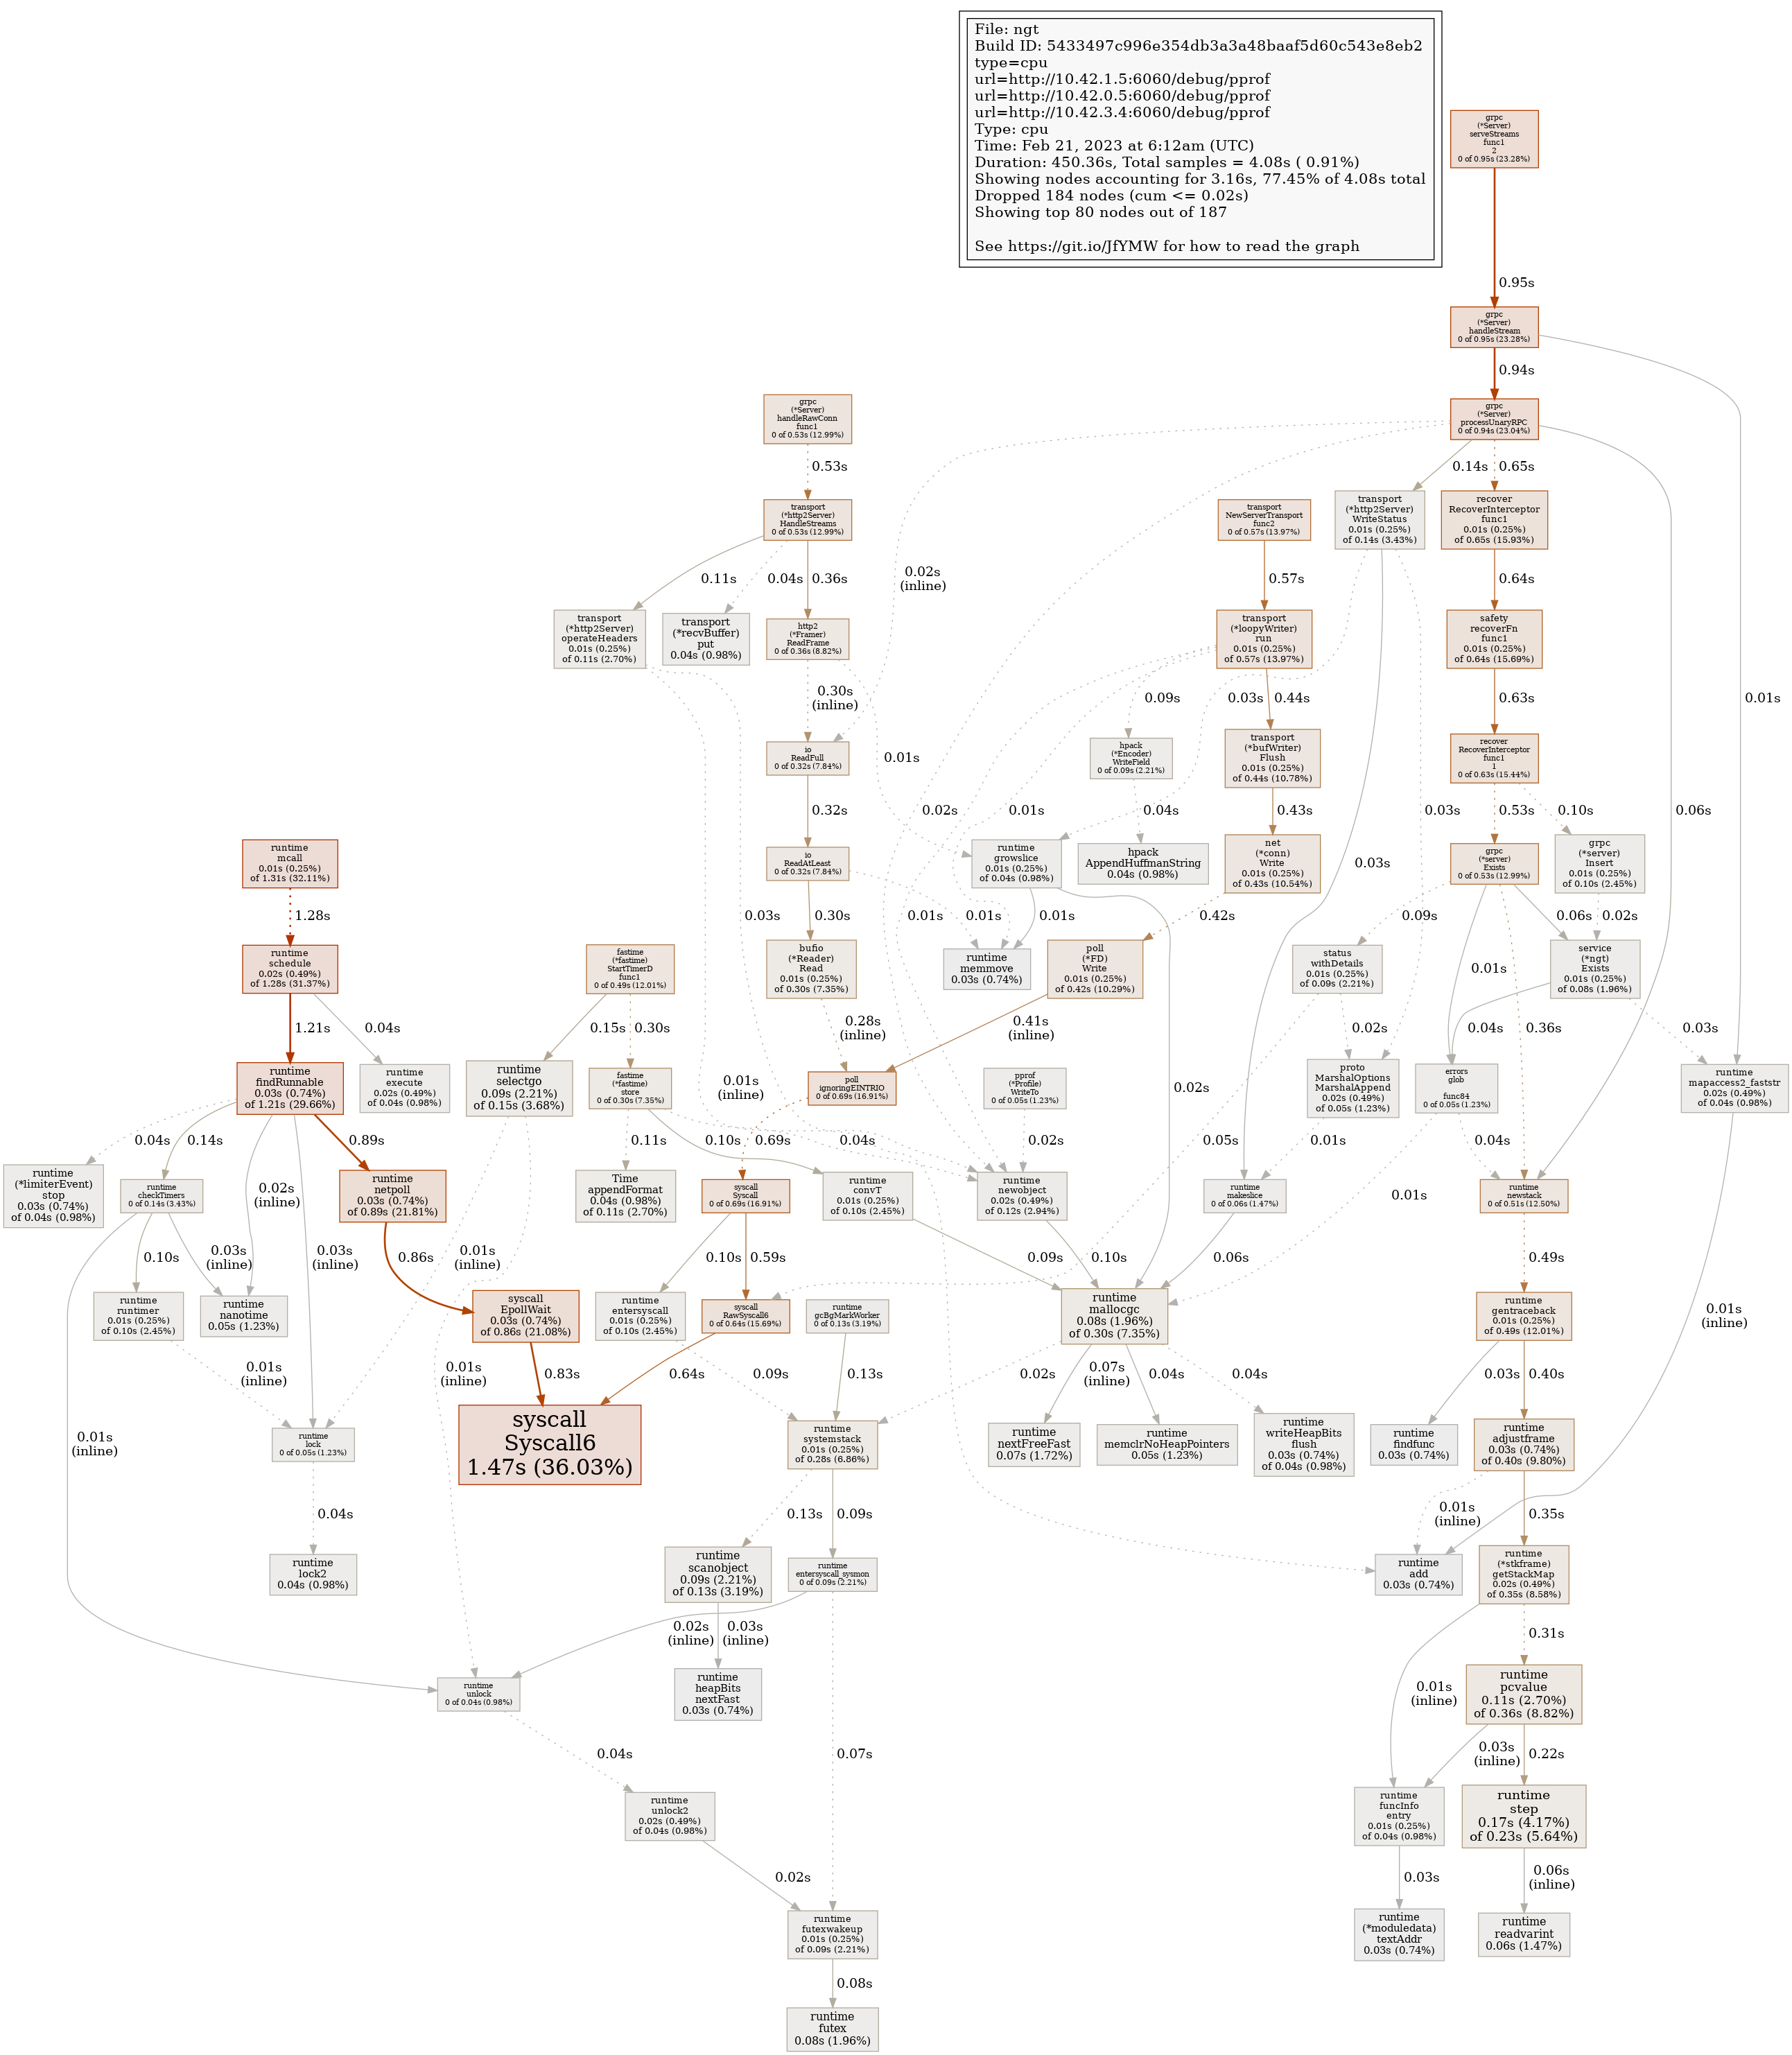 File: ngt
Build ID: 5433497c996e354db3a3a48baaf5d60c543e8eb2
type=cpu
url=http://10.42.1.5:6060/debug/pprof
url=http://10.42.0.5:6060/debug/pprof
url=http://10.42.3.4:6060/debug/pprof
Type: cpu
Time: Feb 21, 2023 at 6:12am (UTC)
Duration: 450.36s, Total samples = 4.08s ( 0.91%)
Showing nodes accounting for 3.16s, 77.45% of 4.08s total
Dropped 184 nodes (cum <= 0.02s)
Showing top 80 nodes out of 187
See https://git.io/JfYMW for how to read the graph
grpc
(*Server)
serveStreams
func1
2
0 of 0.95s (23.28%)
0.95s
grpc
(*Server)
handleStream
0 of 0.95s (23.28%)
0.94s
grpc
(*Server)
handleRawConn
func1
0 of 0.53s (12.99%)
grpc
(*Server)
processUnaryRPC
0 of 0.94s (23.04%)
0.53s
0.14s
0.65s
transport
(*http2Server)
HandleStreams
0 of 0.53s (12.99%)
transport
NewServerTransport
func2
0 of 0.57s (13.97%)
transport
(*http2Server)
WriteStatus
0.01s (0.25%)
of 0.14s (3.43%)
recover
RecoverInterceptor
func1
0.01s (0.25%)
of 0.65s (15.93%)
0.11s
0.04s
0.36s
0.02s
(inline)
0.57s
0.64s
transport
(*http2Server)
operateHeaders
0.01s (0.25%)
of 0.11s (2.70%)
transport
(*recvBuffer)
put
0.04s (0.98%)
http2
(*Framer)
ReadFrame
0 of 0.36s (8.82%)
transport
(*loopyWriter)
run
0.01s (0.25%)
of 0.57s (13.97%)
safety
recoverFn
func1
0.01s (0.25%)
of 0.64s (15.69%)
0.30s
(inline)
0.09s
0.03s
0.44s
0.63s
0.01s
io
ReadFull
0 of 0.32s (7.84%)
0.01s
hpack
(*Encoder)
WriteField
0 of 0.09s (2.21%)
transport
(*bufWriter)
Flush
0.01s (0.25%)
of 0.44s (10.78%)
recover
RecoverInterceptor
func1
1
0 of 0.63s (15.44%)
0.32s
0.02s
0.01s
0.04s
0.43s
0.03s
0.53s
0.10s
0.06s
runtime
mcall
0.01s (0.25%)
of 1.31s (32.11%)
io
ReadAtLeast
0 of 0.32s (7.84%)
runtime
growslice
0.01s (0.25%)
of 0.04s (0.98%)
hpack
AppendHuffmanString
0.04s (0.98%)
net
(*conn)
Write
0.01s (0.25%)
of 0.43s (10.54%)
0.03s
grpc
(*server)
Exists
0 of 0.53s (12.99%)
grpc
(*server)
Insert
0.01s (0.25%)
of 0.10s (2.45%)
1.28s
0.03s
0.30s
0.01s
0.01s
0.01s
0.42s
0.09s
0.06s
0.02s
runtime
schedule
0.02s (0.49%)
of 1.28s (31.37%)
fastime
(*fastime)
StartTimerD
func1
0 of 0.49s (12.01%)
bufio
(*Reader)
Read
0.01s (0.25%)
of 0.30s (7.35%)
runtime
memmove
0.03s (0.74%)
poll
(*FD)
Write
0.01s (0.25%)
of 0.42s (10.29%)
status
withDetails
0.01s (0.25%)
of 0.09s (2.21%)
0.01s
service
(*ngt)
Exists
0.01s (0.25%)
of 0.08s (1.96%)
1.21s
0.04s
0.15s
0.30s
0.28s
(inline)
0.41s
(inline)
0.02s
0.04s
0.36s
0.03s
runtime
findRunnable
0.03s (0.74%)
of 1.21s (29.66%)
runtime
execute
0.02s (0.49%)
of 0.04s (0.98%)
runtime
selectgo
0.09s (2.21%)
of 0.15s (3.68%)
fastime
(*fastime)
store
0 of 0.30s (7.35%)
0.01s
(inline)
poll
ignoringEINTRIO
0 of 0.69s (16.91%)
pprof
(*Profile)
WriteTo
0 of 0.05s (1.23%)
0.02s
proto
MarshalOptions
MarshalAppend
0.02s (0.49%)
of 0.05s (1.23%)
errors
glob

func84
0 of 0.05s (1.23%)
runtime
mapaccess2_faststr
0.02s (0.49%)
of 0.04s (0.98%)
0.04s
0.14s
0.89s
0.11s
0.10s
0.69s
0.04s
0.02s
0.05s
0.01s
0.04s
runtime
(*limiterEvent)
stop
0.03s (0.74%)
of 0.04s (0.98%)
runtime
checkTimers
0 of 0.14s (3.43%)
0.02s
(inline)
runtime
netpoll
0.03s (0.74%)
of 0.89s (21.81%)
Time
appendFormat
0.04s (0.98%)
of 0.11s (2.70%)
syscall
Syscall
0 of 0.69s (16.91%)
runtime
convT
0.01s (0.25%)
of 0.10s (2.45%)
runtime
newobject
0.02s (0.49%)
of 0.12s (2.94%)
runtime
makeslice
0 of 0.06s (1.47%)
0.01s
runtime
newstack
0 of 0.51s (12.50%)
0.10s
0.03s
(inline)
0.03s
(inline)
0.86s
0.01s
(inline)
0.10s
0.59s
0.09s
0.10s
0.06s
0.49s
runtime
runtimer
0.01s (0.25%)
of 0.10s (2.45%)
runtime
nanotime
0.05s (1.23%)
syscall
EpollWait
0.03s (0.74%)
of 0.86s (21.08%)
runtime
entersyscall
0.01s (0.25%)
of 0.10s (2.45%)
syscall
RawSyscall6
0 of 0.64s (15.69%)
runtime
gcBgMarkWorker
0 of 0.13s (3.19%)
runtime
mallocgc
0.08s (1.96%)
of 0.30s (7.35%)
runtime
gentraceback
0.01s (0.25%)
of 0.49s (12.01%)
0.01s
(inline)
0.01s
(inline)
0.01s
(inline)
0.83s
0.64s
0.09s
0.13s
0.02s
0.07s
(inline)
0.04s
0.04s
0.03s
0.40s
0.01s
(inline)
runtime
lock
0 of 0.05s (1.23%)
syscall
Syscall6
1.47s (36.03%)
runtime
systemstack
0.01s (0.25%)
of 0.28s (6.86%)
runtime
nextFreeFast
0.07s (1.72%)
runtime
memclrNoHeapPointers
0.05s (1.23%)
runtime
writeHeapBits
flush
0.03s (0.74%)
of 0.04s (0.98%)
runtime
findfunc
0.03s (0.74%)
runtime
adjustframe
0.03s (0.74%)
of 0.40s (9.80%)
0.04s
0.13s
0.09s
0.01s
(inline)
0.35s
runtime
lock2
0.04s (0.98%)
runtime
scanobject
0.09s (2.21%)
of 0.13s (3.19%)
runtime
entersyscall_sysmon
0 of 0.09s (2.21%)
runtime
add
0.03s (0.74%)
runtime
(*stkframe)
getStackMap
0.02s (0.49%)
of 0.35s (8.58%)
0.02s
(inline)
0.03s
(inline)
0.31s
runtime
unlock
0 of 0.04s (0.98%)
runtime
heapBits
nextFast
0.03s (0.74%)
0.01s
(inline)
runtime
pcvalue
0.11s (2.70%)
of 0.36s (8.82%)
0.04s
0.07s
0.03s
(inline)
0.22s
runtime
unlock2
0.02s (0.49%)
of 0.04s (0.98%)
runtime
funcInfo
entry
0.01s (0.25%)
of 0.04s (0.98%)
runtime
step
0.17s (4.17%)
of 0.23s (5.64%)
0.02s
0.03s
0.06s
(inline)
runtime
futexwakeup
0.01s (0.25%)
of 0.09s (2.21%)
runtime
(*moduledata)
textAddr
0.03s (0.74%)
runtime
readvarint
0.06s (1.47%)
0.08s
runtime
futex
0.08s (1.96%)